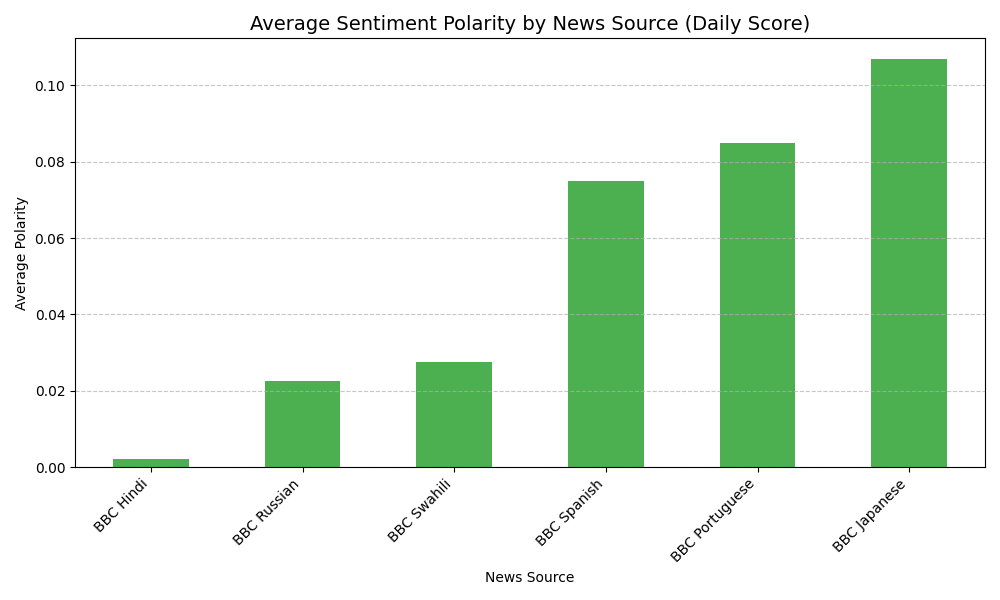 Average Sentiment Polarity by News Source (Daily Score)
Average Polarity
0.10
0.08
0.06
0.04
0.02
0.00
BBC Hindi
BBC Russian
BBC Swahili
BBC Spanish
BBC Portuguese
BBC Japanese
News Source